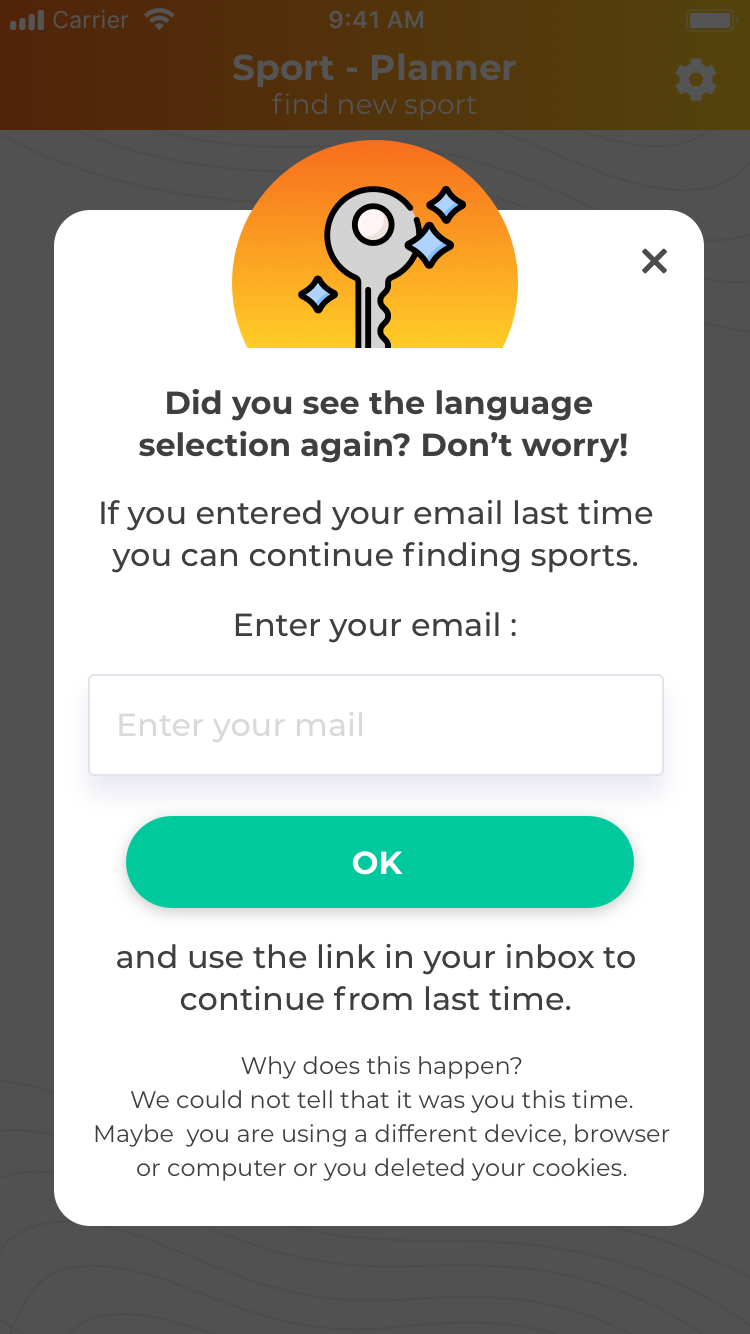 Carrier 9:41 AM
Sport - Planner
find new sport
Did you see the language
selection again? Don’t worry!
If you entered your email last time
you can continue finding sports.
Enter your email :
Enter your mail
OK
and use the link in your inbox to
continue from last time.
Why does this happen?
We could not tell that it was you this time.
Maybe  you are using a different device, browser
or computer or you deleted your cookies.